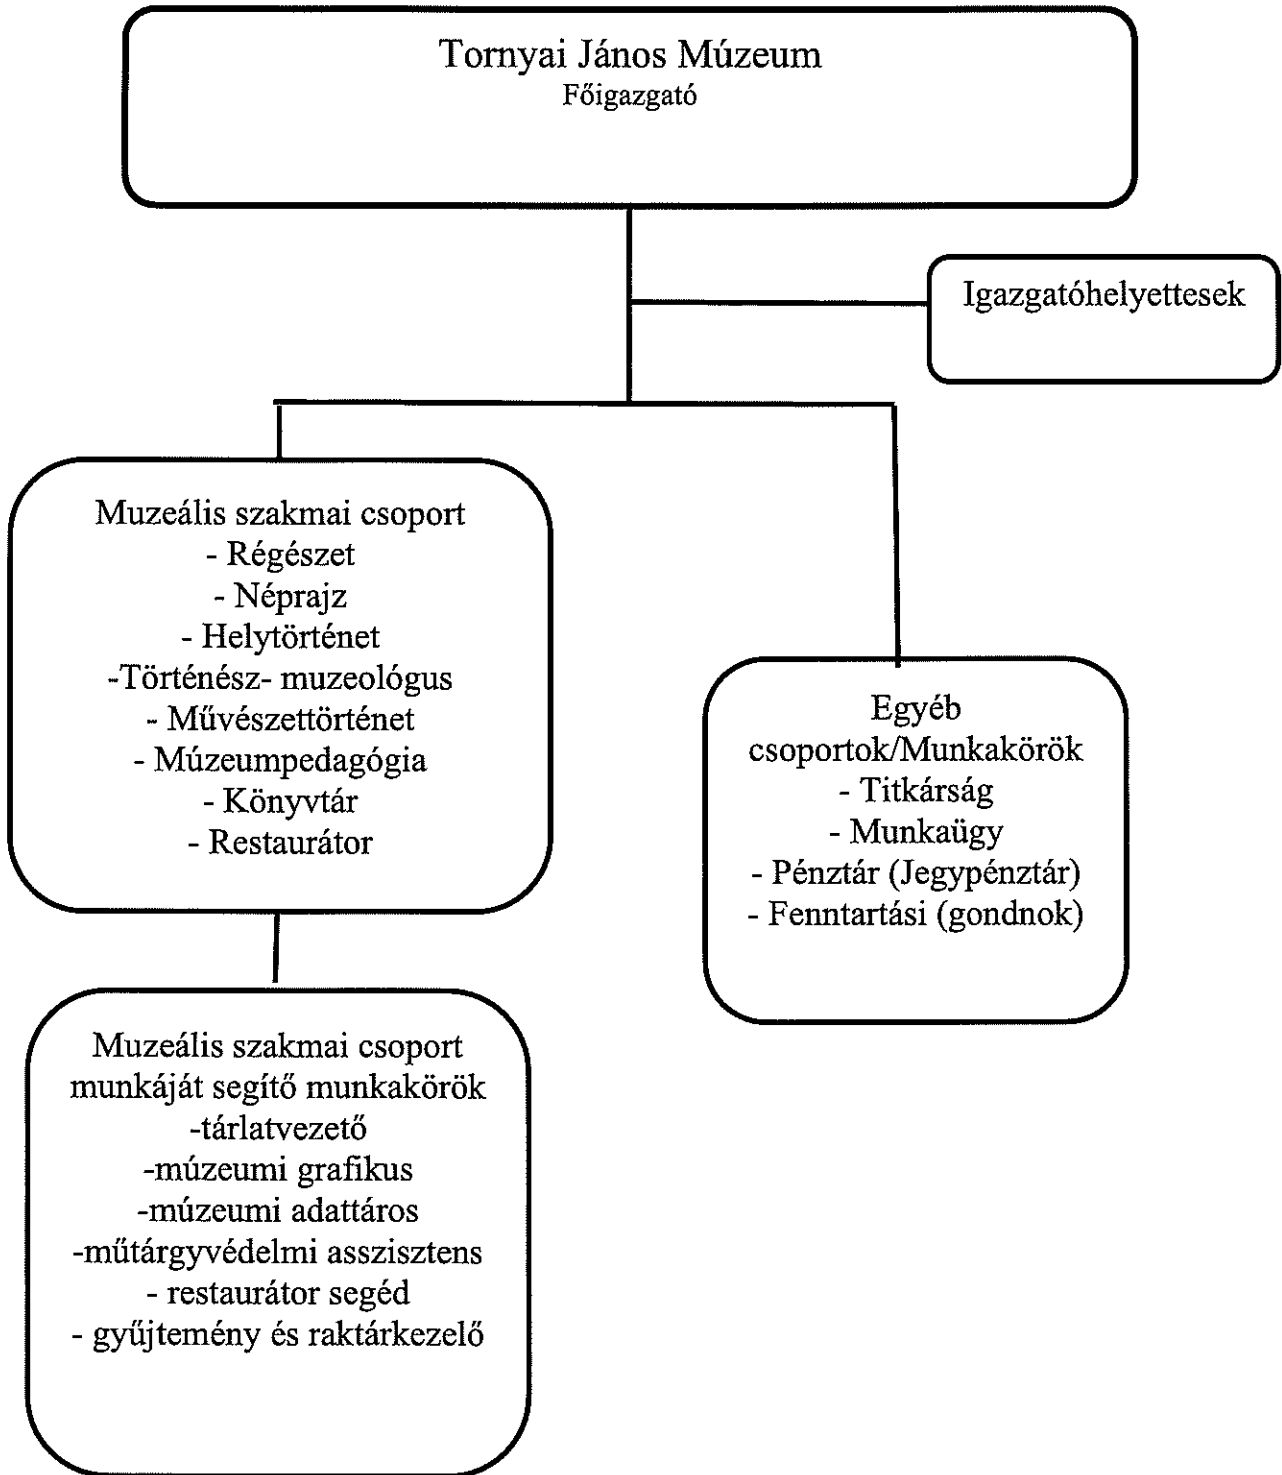 Tornyai János Múzeum
Főigazgató
Igazgatóhelyettesek
Muzeális szakmai csoport
- Régészet
- Néprajz
- Helytörténet
-Történész- muzeológus
- Művészettörténet
- Múzeumpedagógia
- Könyvtár
- Restaurátor
Egyéb
csoportok/Munkakörök
- Titkárság
- Munkaügy
- Pénztár (Jegypénztár)
- Fenntartási (gondnok)
Muzeális szakmai csoport
munkáját segítő munkakörök
-tárlatvezető
-múzeumi grafikus
-múzeumi adattáros
-műtárgyvédelmi asszisztens
- restaurátor segéd
- gyűjtemény és raktárkezelő